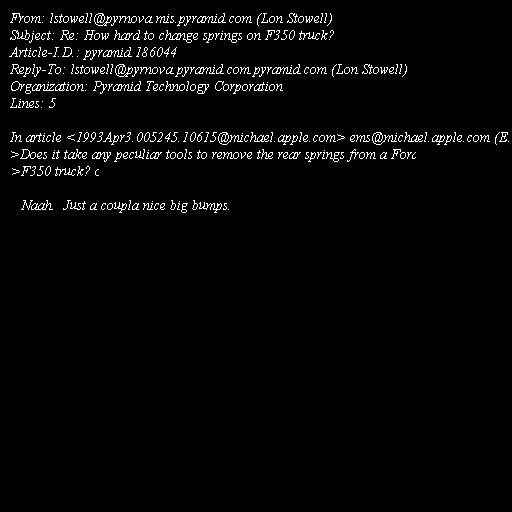 From: lstowell@pyrnova.mis.pyramid.com (Lon Stowell)
Subject: Re: How hard to change springs on F350 truck?
Article-I.D.: pyramid.186044
Reply-To: lstowell@pyrnova.pyramid.com.pyramid.com (Lon Stowell)
Organization: Pyramid Technology Corporation
Lines: 5

In article <1993Apr3.005245.10615@michael.apple.com> ems@michael.apple.com (E.
>Does it take any peculiar tools to remove the rear springs from a
>F350 truck?

Naah. Just a coupla nice big bumps.